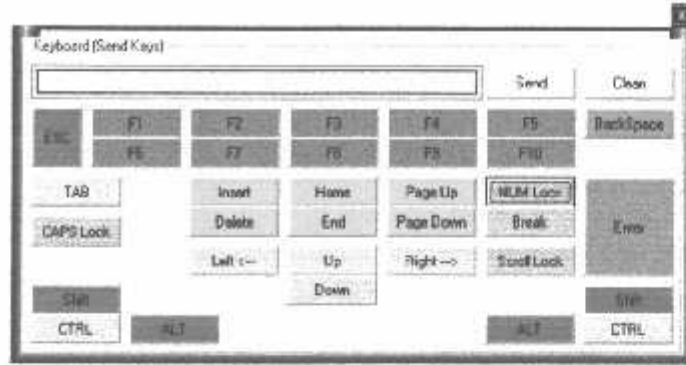 Keyboard (Send Keys)
Send Clean
ESC F1 F2 F3 F4 F5 BackSpace
F6 F7 F8 F9 F10
TAB Insert Home Page Up NUM Lock
CAPS Lock Delete End Page Down Break Enter
Left <-- Up Right --> Scroll Lock
Down
Shift Shift
CTRL ALT ALT CTRL